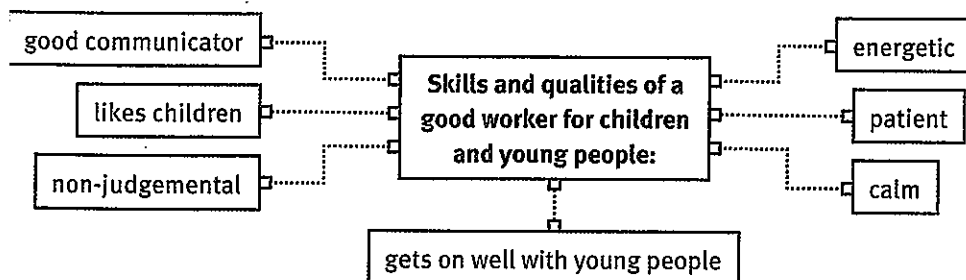 good communicator
likes children
non-judgemental
Skills and qualities of a
good worker for children
and young people:
energetic
patient
calm
gets on well with young people